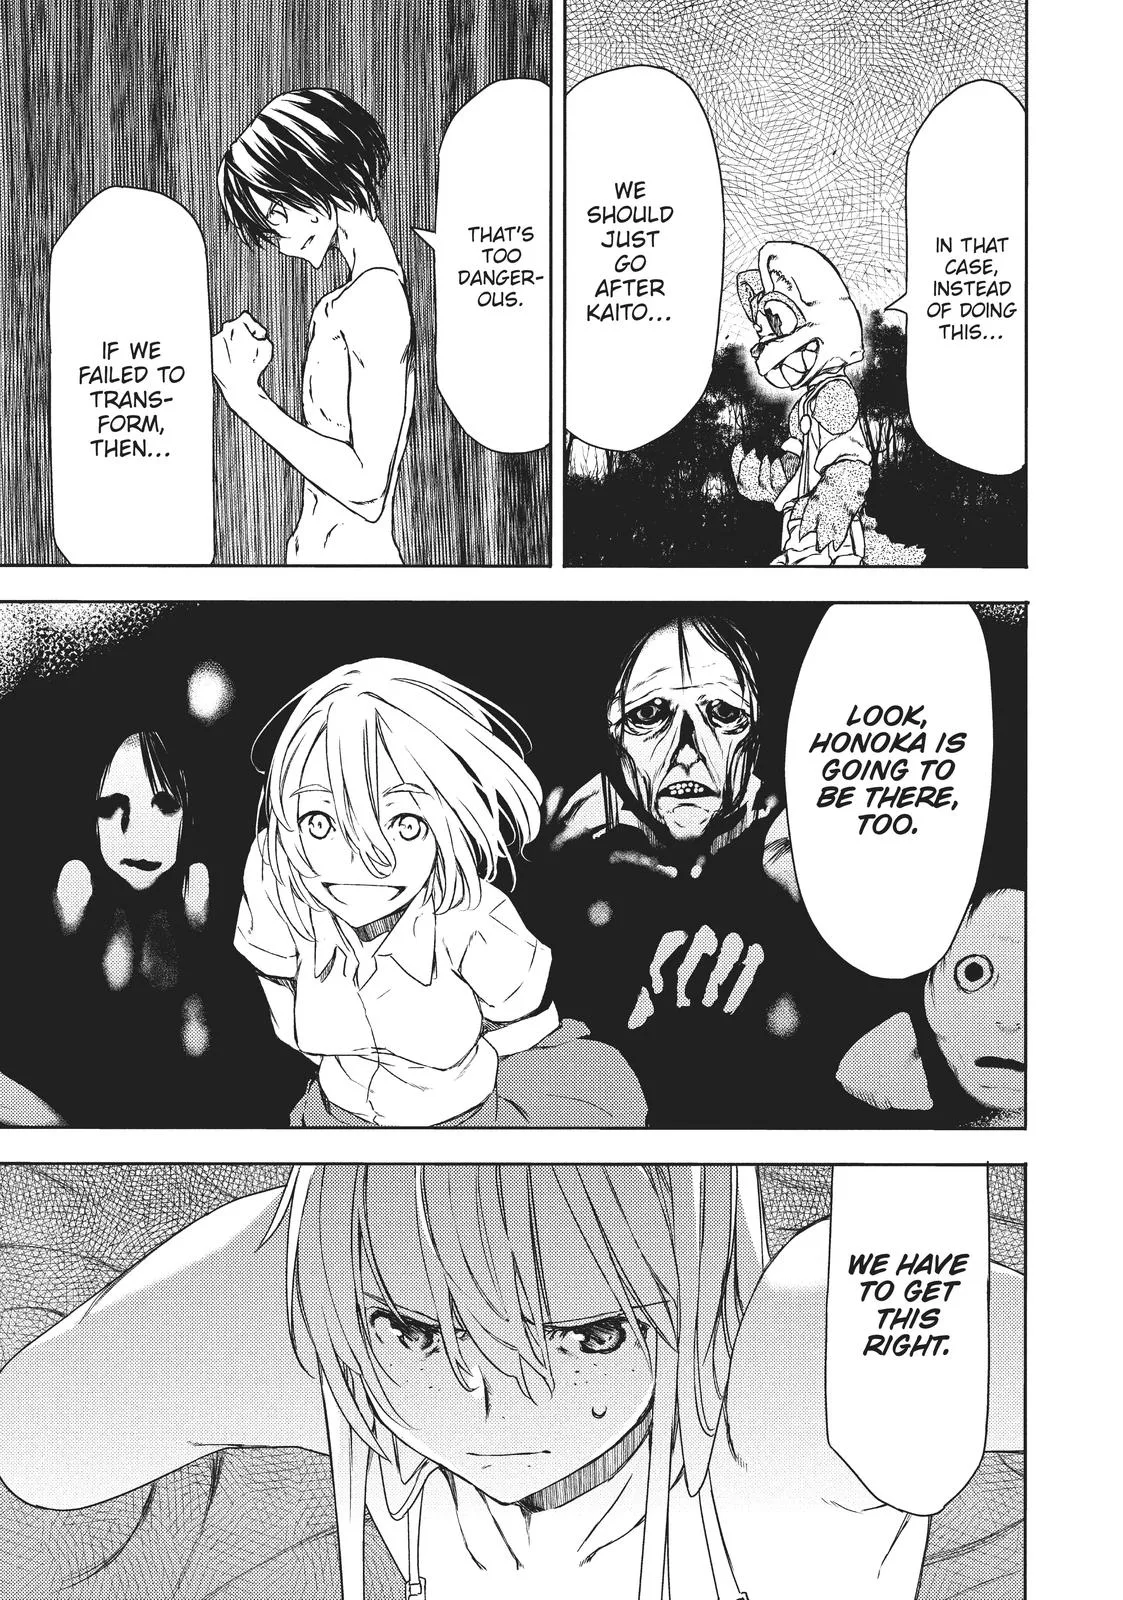 IN THAT
CASE,
INSTEAD
OF DOING
THIS...
WE
SHOULD
JUST
GO
AFTER
KAITO...
THAT'S
TOO
DANGER-
OUS.
IF WE
FAILED TO
TRANS-
FORM,
THEN...
LOOK,
HONOKA IS
GOING TO
BE THERE,
TOO.
WE HAVE
TO GET
THIS
RIGHT.